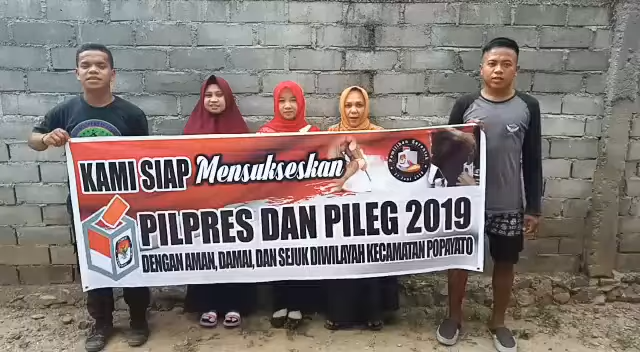 KAMI SIAP Mensukseskan
PILPRES DAN PILEG 2019
DENGAN AMAN, DAMAI, DAN SEJUK DIWILAYAH KECAMATAN POPAYATO